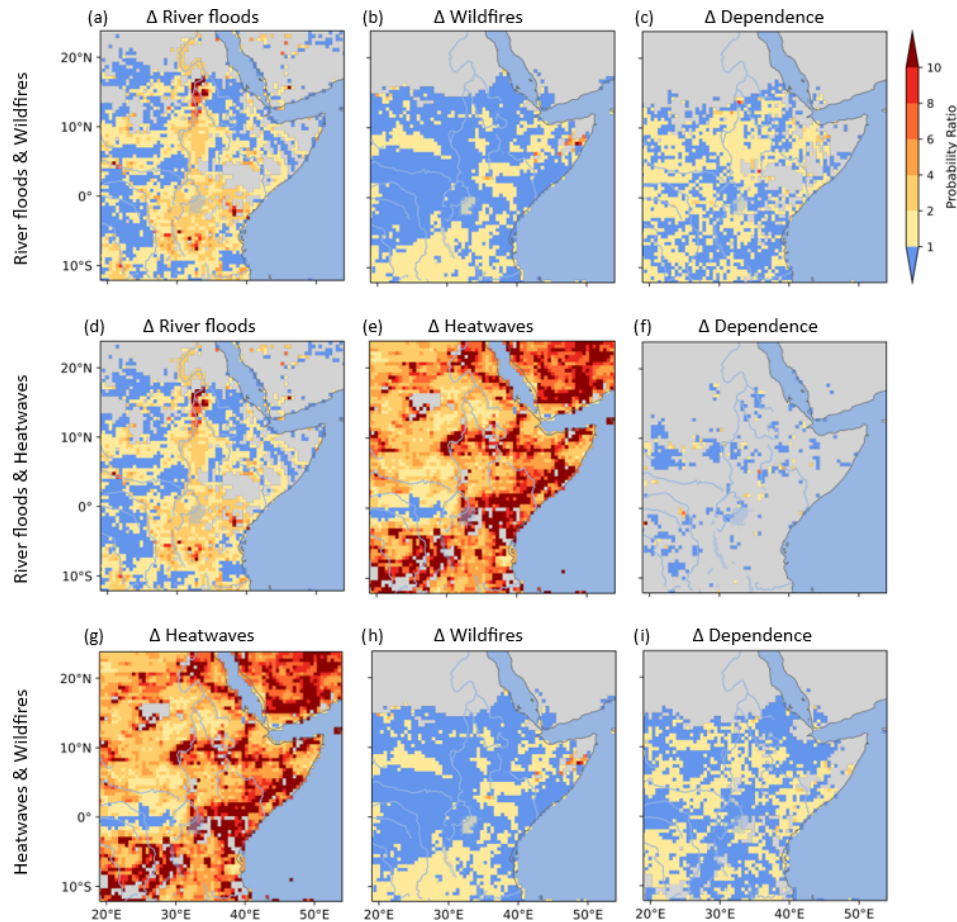 (a) Δ River floods (b) Δ Wildfires (c) Δ Dependence
River floods & Wildfires
20°N
10°N
0°
10°S
10
8
6
4
2
1
Probability Ratio
(d) Δ River floods (e) Δ Heatwaves (f) Δ Dependence
River floods & Heatwaves
20°N
10°N
0°
10°S
(g) Δ Heatwaves (h) Δ Wildfires (i) Δ Dependence
Heatwaves & Wildfires
20°N
10°N
0°
10°S
20°E 30°E 40°E 50°E 20°E 30°E 40°E 50°E 20°E 30°E 40°E 50°E